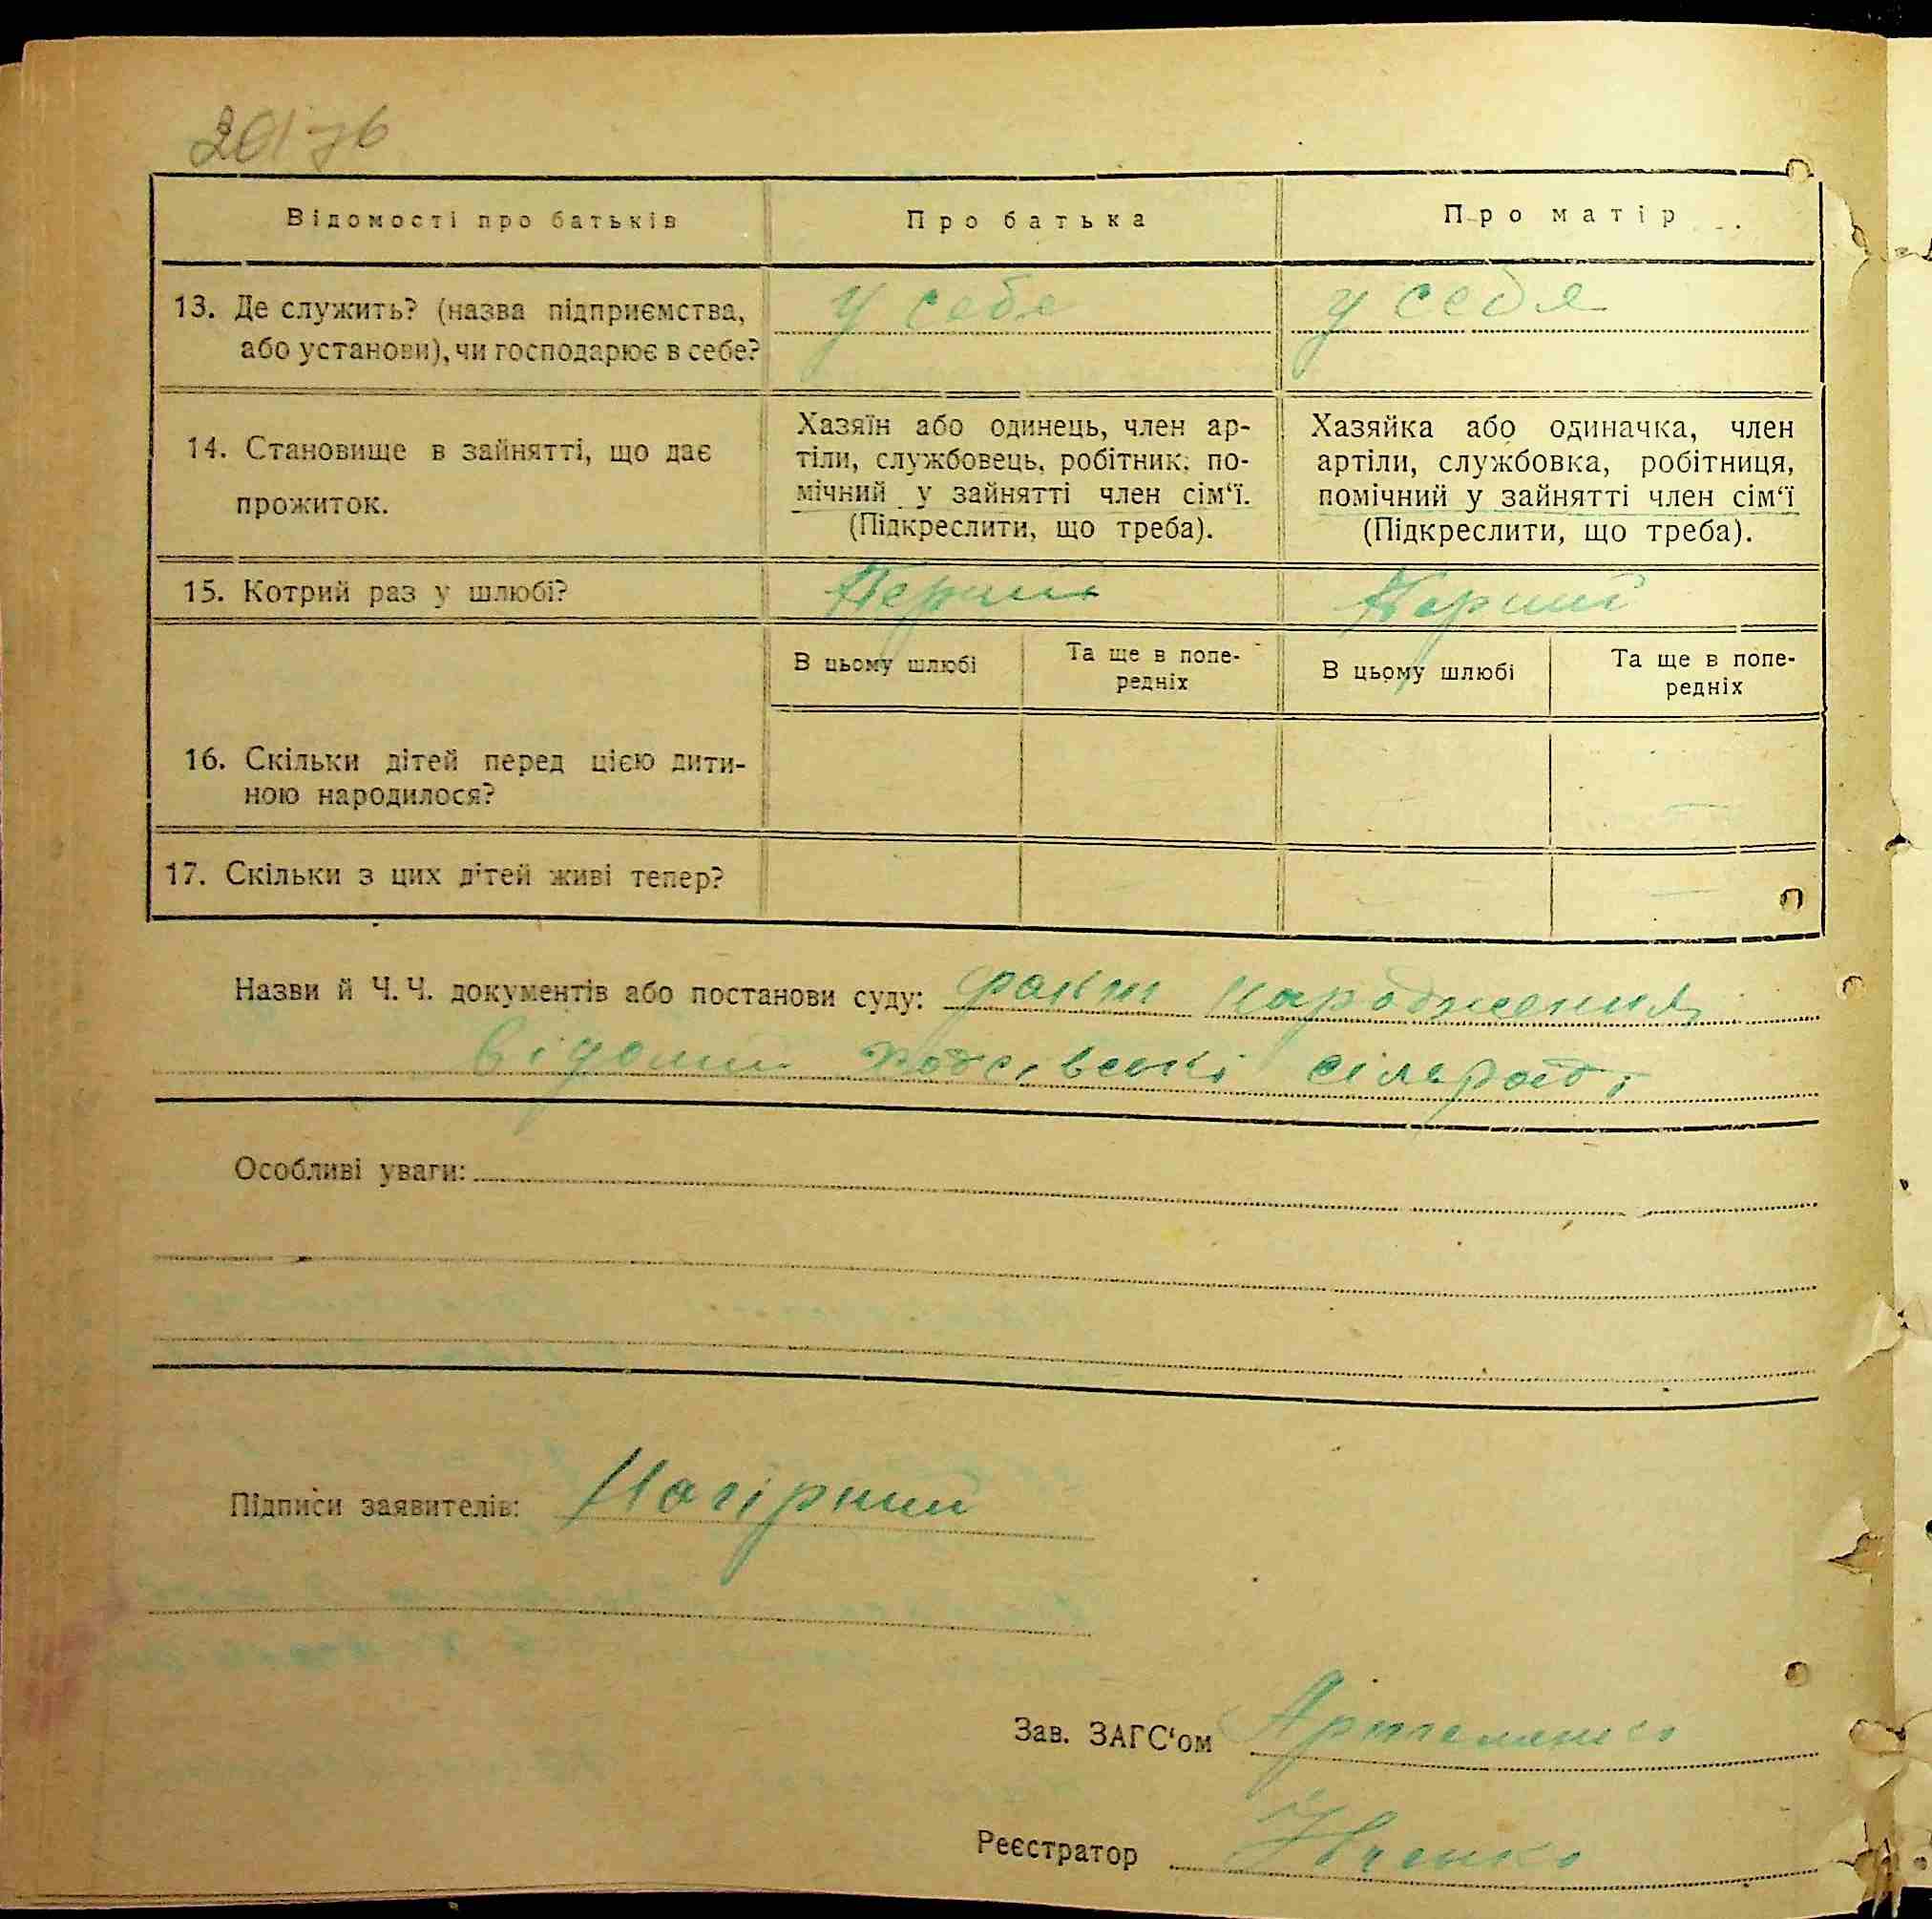 Відомості про батьків
Про батька
Про матір
13. Де служить? (назва підприємства,
або установи), чи господарює в себе?
у себе
у себя
14. Становище в зайнятті, що дає
прожиток.
Хазяїн або одинець, член ар-
тіли, службовець, робітник, по-
мічний у зайнятті член сім‘ї.
(Підкреслити, що треба).
Хазяйка або одиначка, член
артіли, службовка, робітниця,
помічний у зайнятті член сім‘ї
(Підкреслити, що треба).
15. Котрий раз у шлюбі?
Перший
Перший
В цьому шлюбі
Та ще в попе-
редніх
В цьому шлюбі
Та ще в попе-
редніх
16. Скільки дітей перед цією дити-
ною народилося?
17. Скільки з цих дітей живі тепер?
Назви й Ч. Ч. документів або постанови суду: факт народження
відомий сільраді
Особливі уваги:
Підписи заявителів: Нагірний
Зав. ЗАГС‘ом
Реєстратор